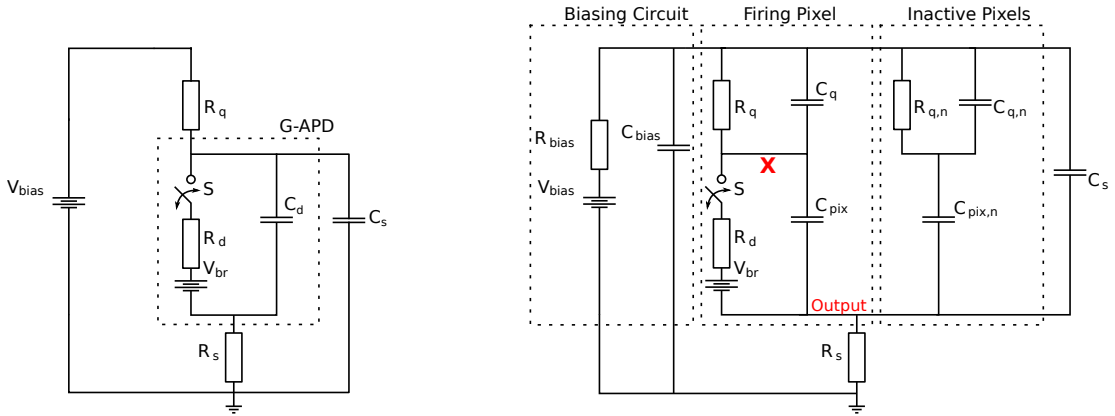 Biasing Circuit
Firing Pixel
Inactive Pixels
R q
G-APD
V bias
S
C d
C s
R d
V br
R s
R bias
C bias
V bias
R q
C q
X
S
C pix
R d
V br
Output
R s
R q,n
C q,n
C pix,n
C s